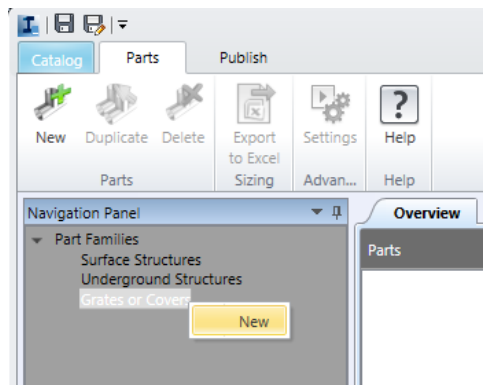 Catalog Parts Publish
New Duplicate Delete Export to Excel Settings Help
Parts Sizing Advan... Help
Navigation Panel
Overview
Part Families
Parts
Surface Structures
Underground Structures
Grates or Covers
New